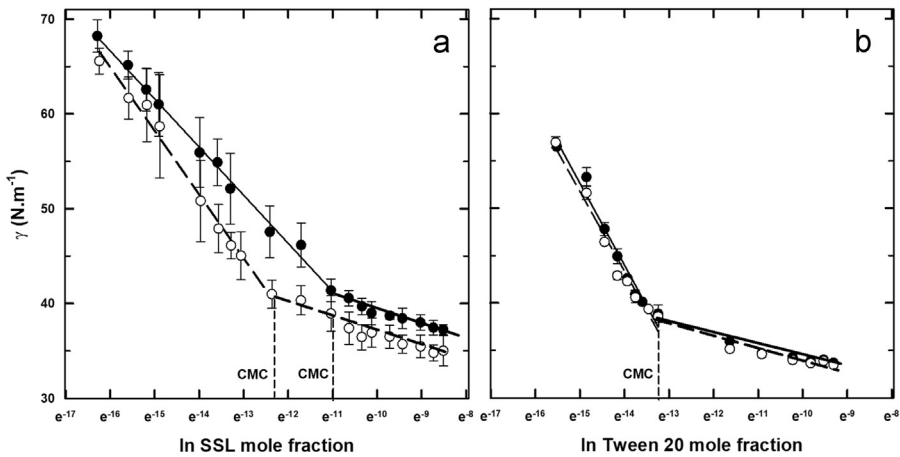 a
b
70
60
50
40
30
γ (N.m-1)
CMC
CMC
CMC
e-17
e-16
e-15
e-14
e-13
e-12
e-11
e-10
e-9
e-8
e-17
e-16
e-15
e-14
e-13
e-12
e-11
e-10
e-9
e-8
ln SSL mole fraction
ln Tween 20 mole fraction